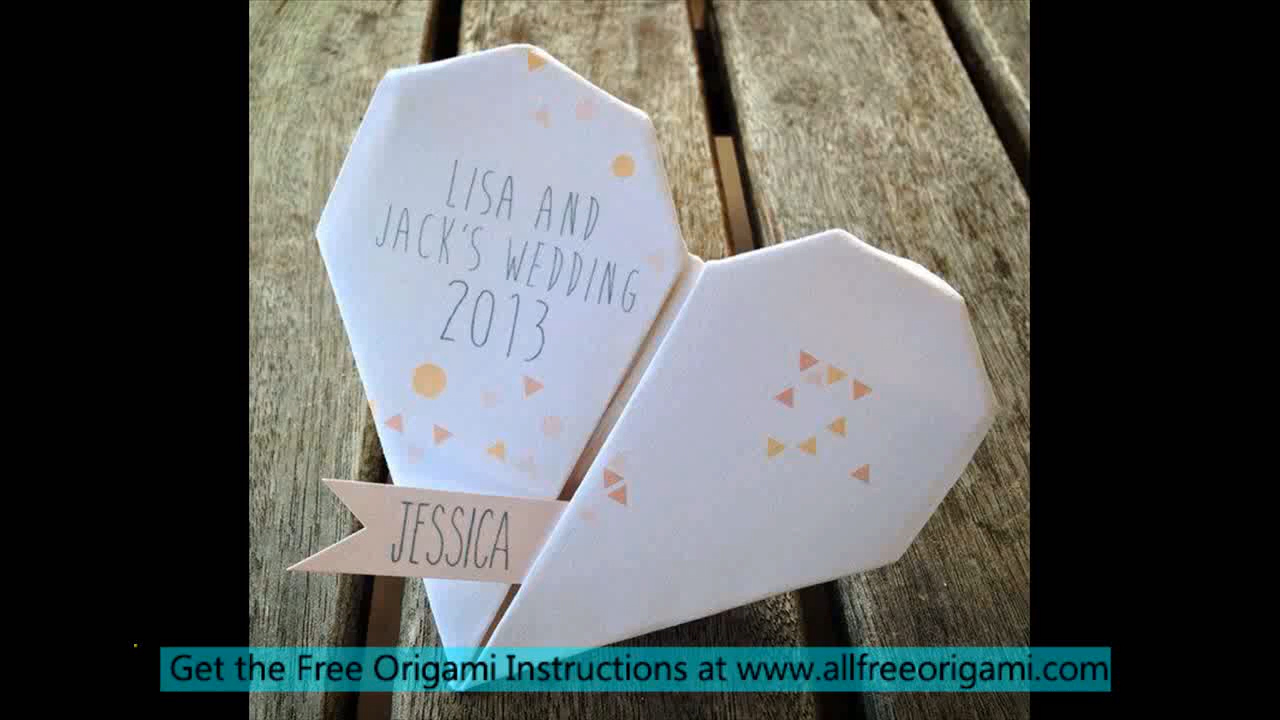 LISA AND
JACK'S WEDDING
2013
JESSICA
Get the Free Origami Instructions at www.allfreeorigami.com